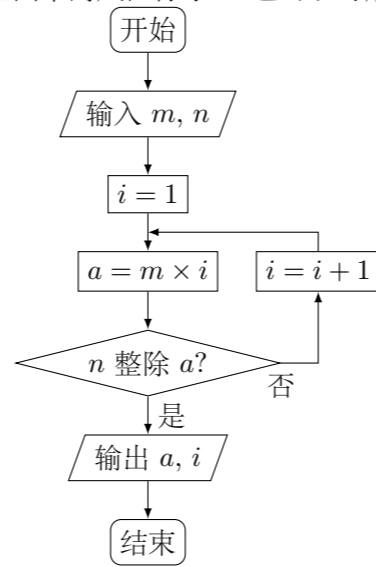 开始
输入 m, n
i = 1
a = m × i
i = i + 1
n 整除 a?
否
是
输出 a, i
结束